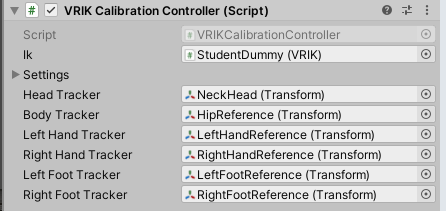 VRIK Calibration Controller (Script)
Script VRIKCalibrationController
Ik StudentDummy (VRIK)
Settings
Head Tracker NeckHead (Transform)
Body Tracker HipReference (Transform)
Left Hand Tracker LeftHandReference (Transform)
Right Hand Tracker RightHandReference (Transform)
Left Foot Tracker LeftFootReference (Transform)
Right Foot Tracker RightFootReference (Transform)